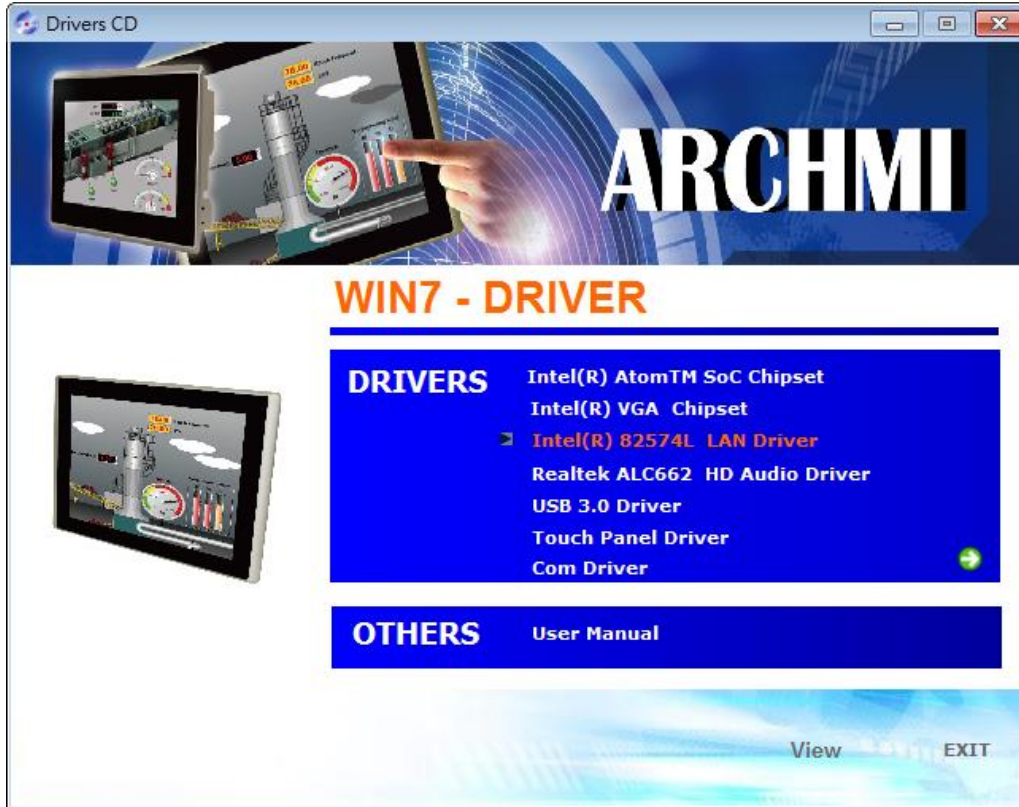 Drivers CD
ARCHMI
WIN7 - DRIVER
DRIVERS
Intel(R) AtomTM SoC Chipset
Intel(R) VGA Chipset
Intel(R) 82574L LAN Driver
Realtek ALC662 HD Audio Driver
USB 3.0 Driver
Touch Panel Driver
Com Driver
OTHERS
User Manual
View
EXIT